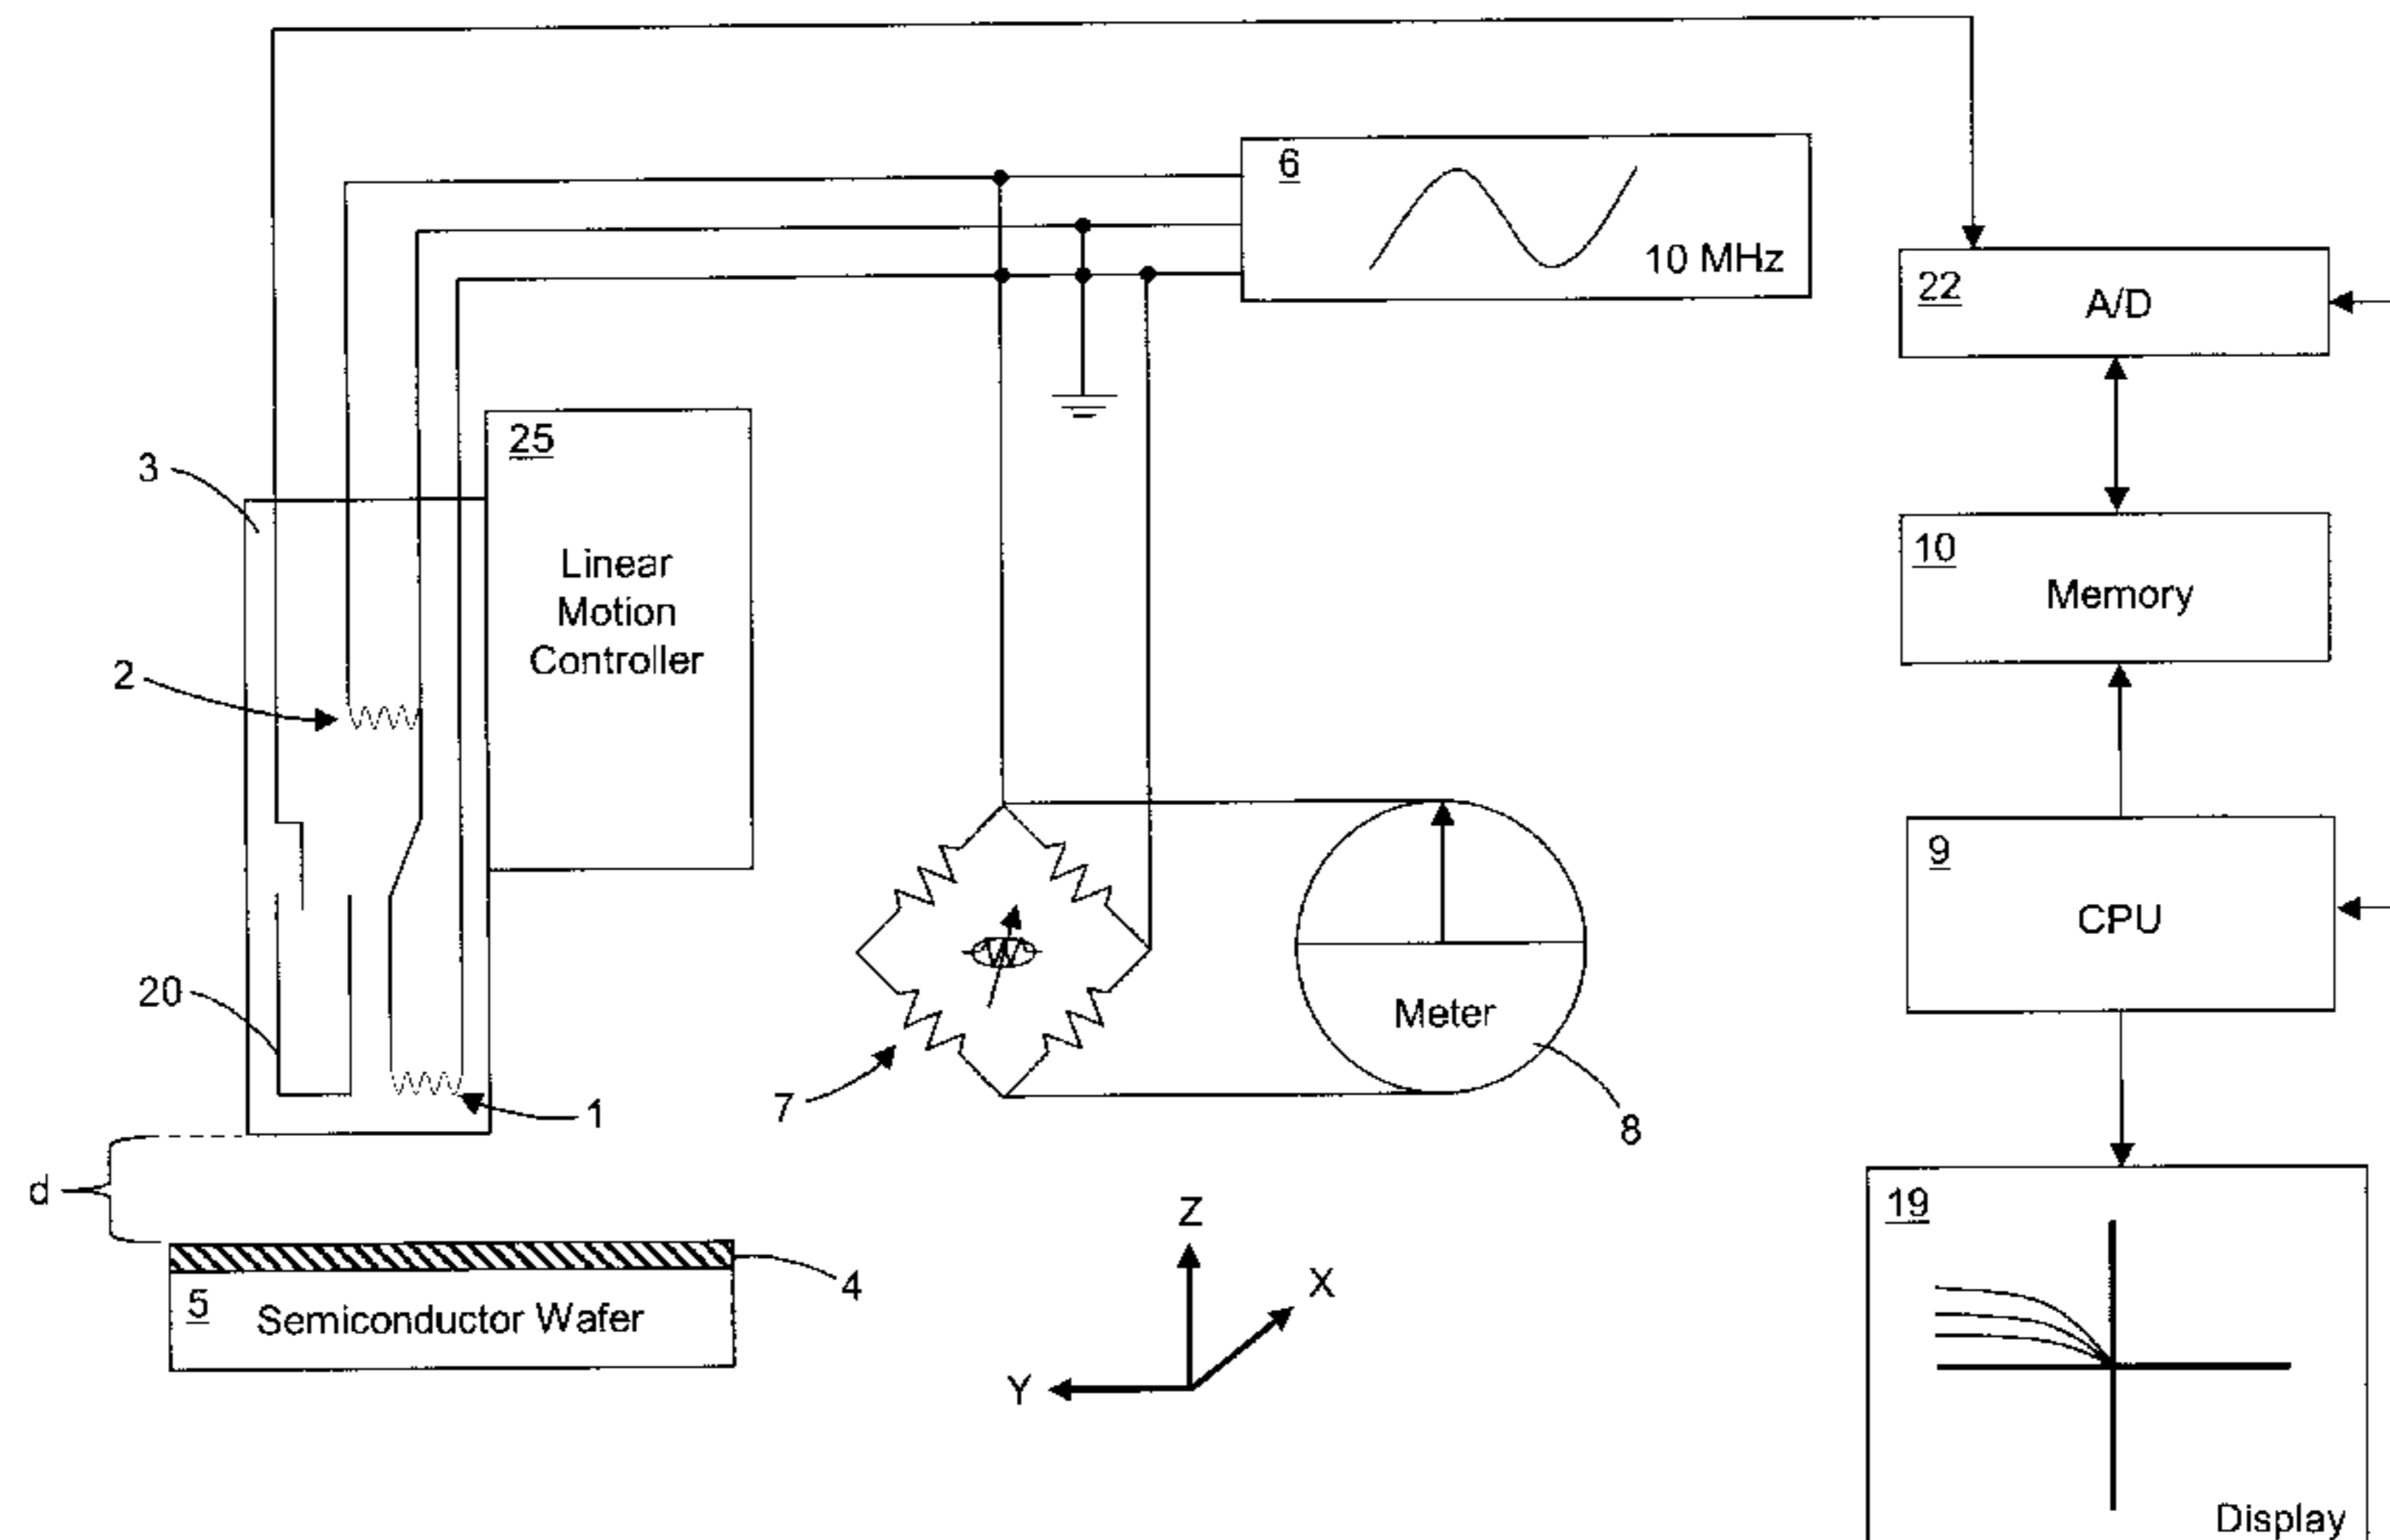 6
10 MHz
22
A/D
25
Linear
Motion
Controller
3
10
Memory
2
9
CPU
20
Meter
7
8
1
d
4
5
Semiconductor Wafer
Z
X
Y
19
Display